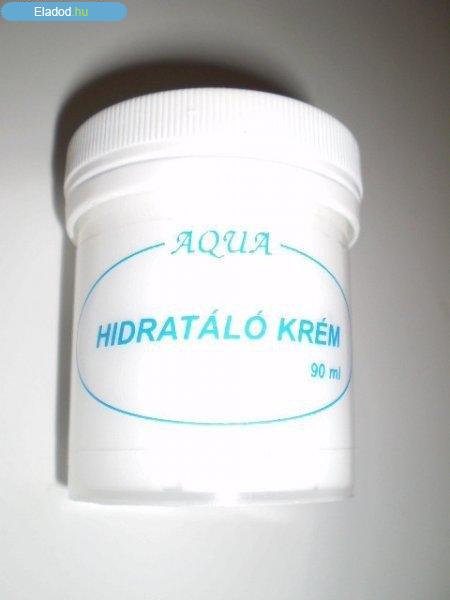 Eladod.hu
AQUA
HIDRATÁLÓ KRÉM
90 ml